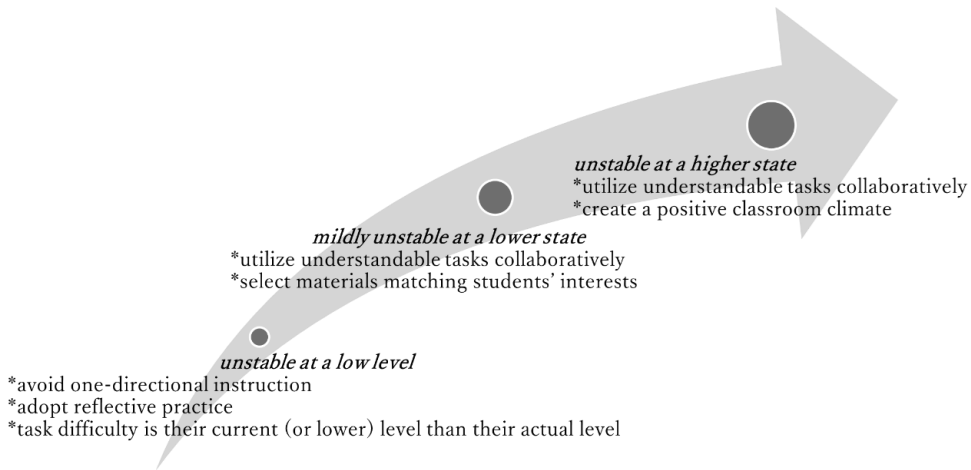 unstable at a higher state
*utilize understandable tasks collaboratively
*create a positive classroom climate
mildly unstable at a lower state
*utilize understandable tasks collaboratively
*select materials matching students’ interests
unstable at a low level
*avoid one-directional instruction
*adopt reflective practice
*task difficulty is their current (or lower) level than their actual level